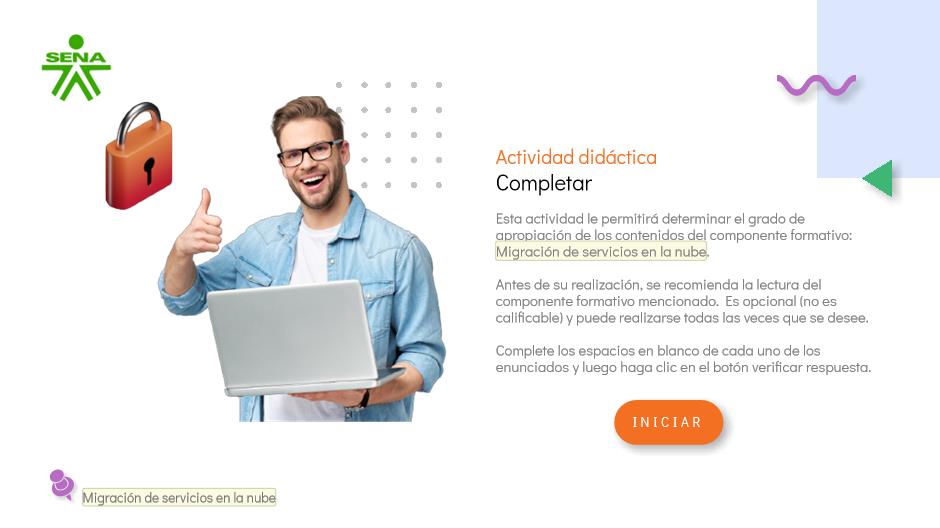 SENA
Actividad didáctica
Completar
Esta actividad le permitirá determinar el grado de
apropiación de los contenidos del componente formativo:
Migración de servicios en la nube.
Antes de su realización, se recomienda la lectura del
componente formativo mencionado. Es opcional (no es
calificable) y puede realizarse todas las veces que se desee.
Complete los espacios en blanco de cada uno de los
enunciados y luego haga clic en el botón verificar respuesta.
INICIAR
Migración de servicios en la nube